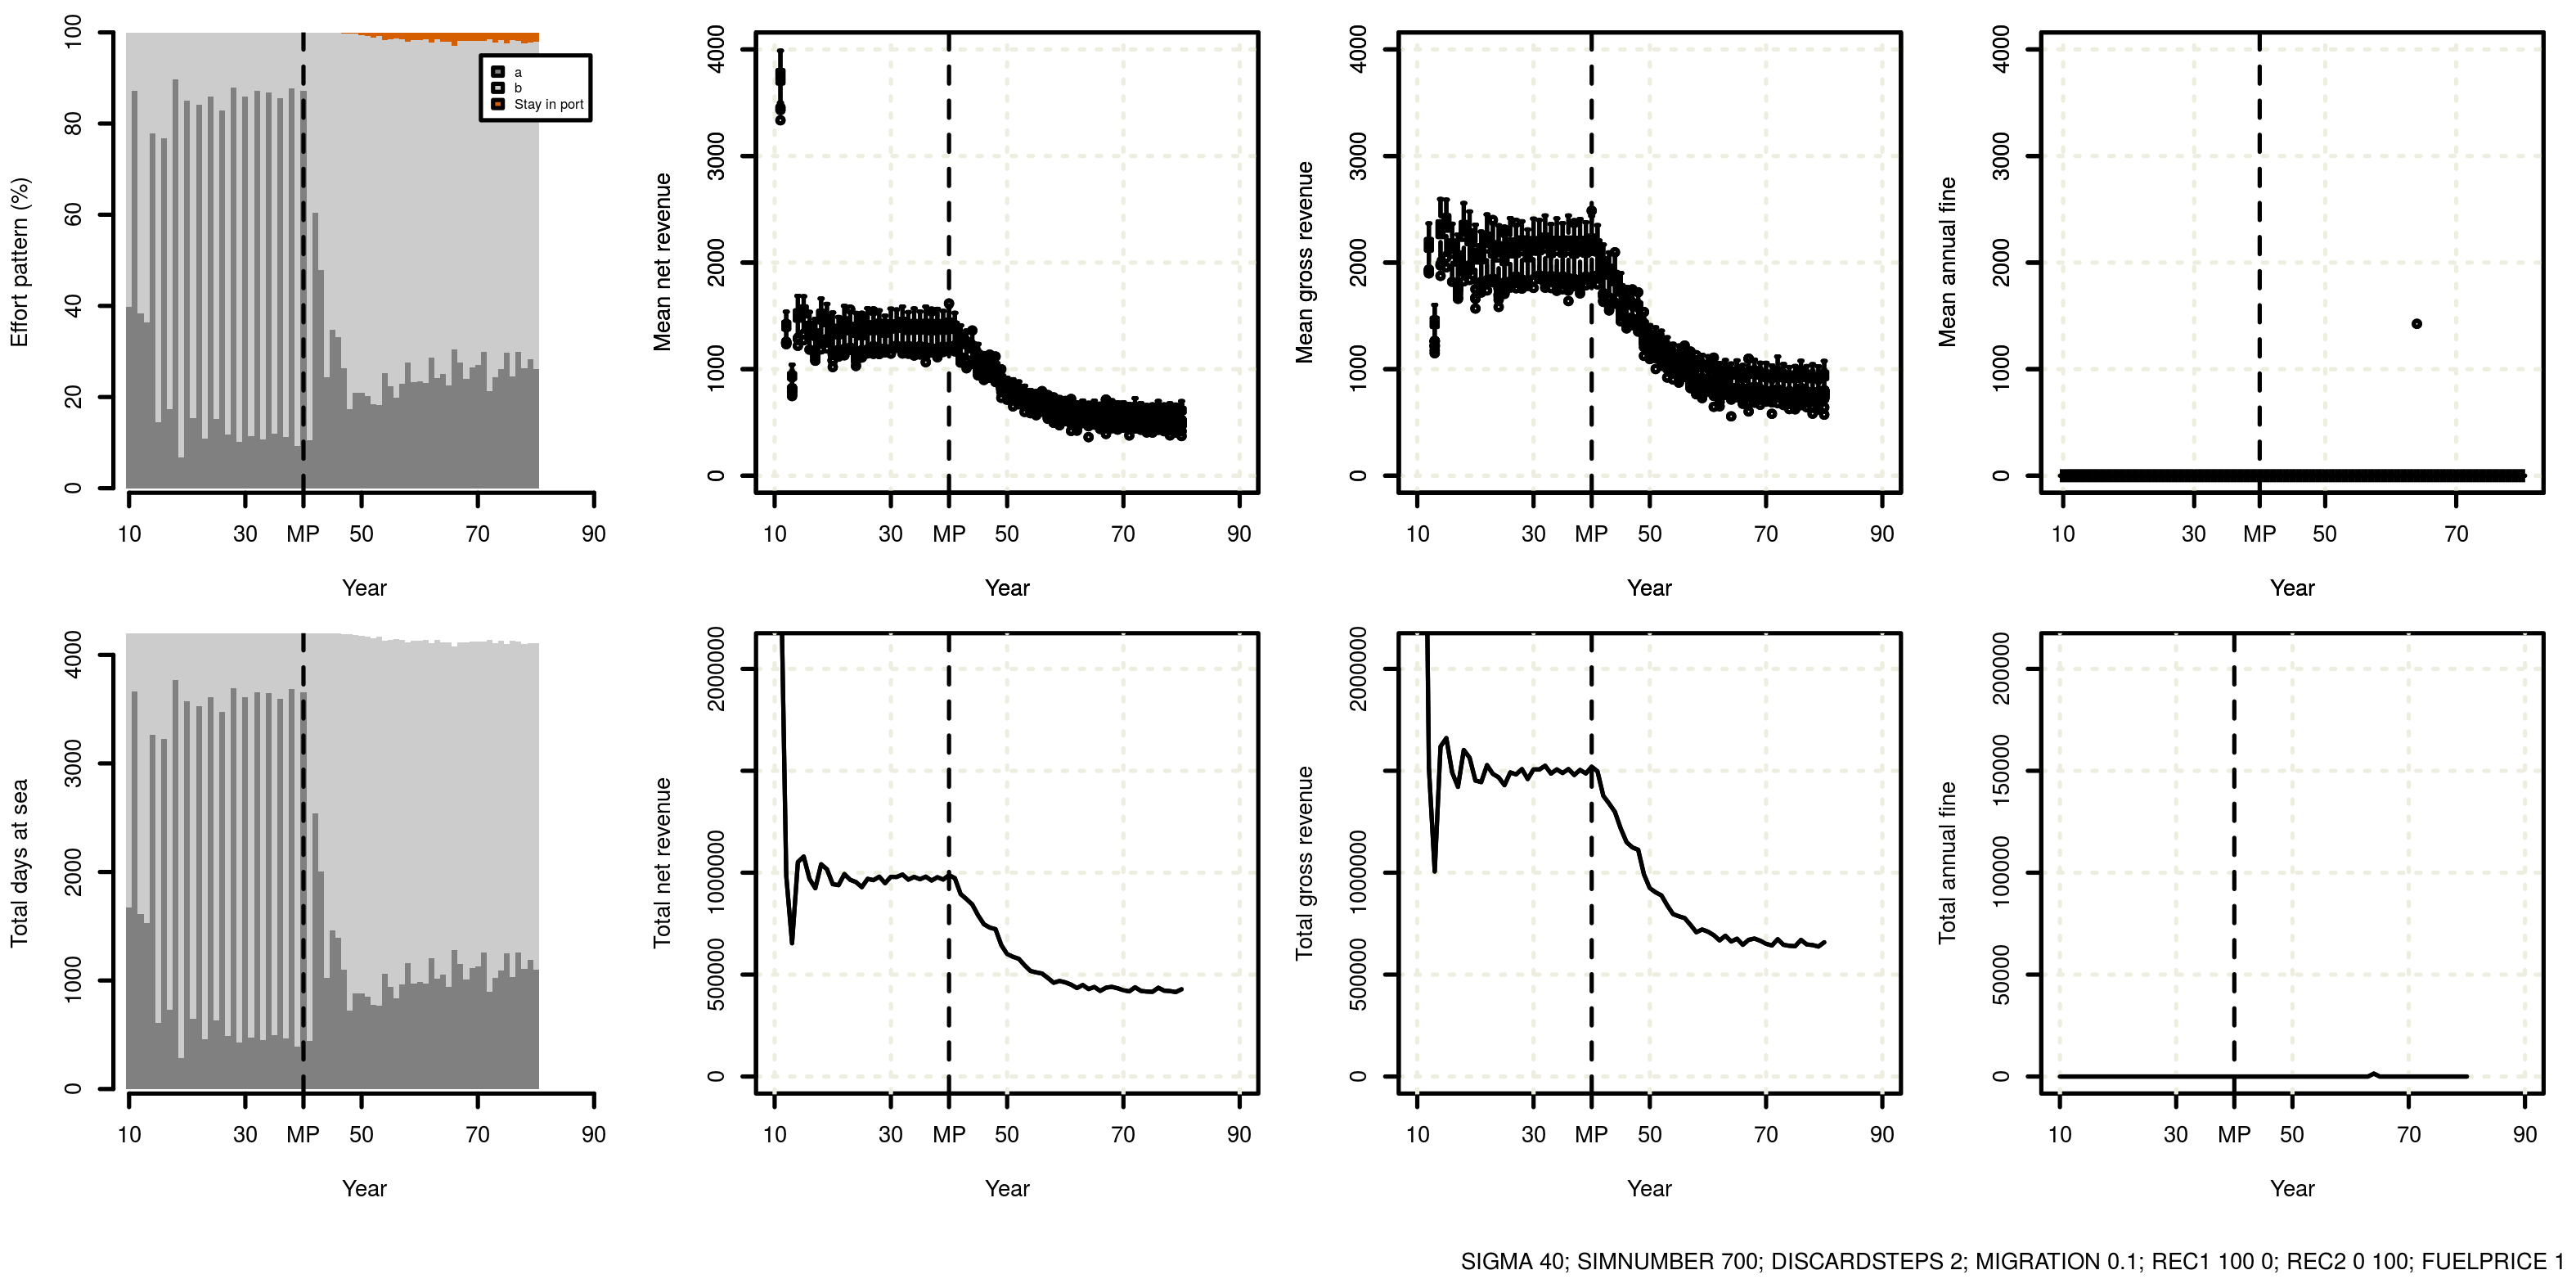 Effort pattern (%)
0 20 40 60 80 100
a
b
Stay in port
10 30 MP 50 70 90
Year
Mean net revenue
0 1000 2000 3000 4000
10 30 MP 50 70 90
Year
Mean gross revenue
0 1000 2000 3000 4000
10 30 MP 50 70 90
Year
Mean annual fine
0 1000 2000 3000 4000
10 30 MP 50 70
Year
Total days at sea
0 1000 2000 3000 4000
10 30 MP 50 70 90
Year
Total net revenue
0 500000 1000000 2000000
10 30 MP 50 70 90
Year
Total gross revenue
0 500000 1000000 2000000
10 30 MP 50 70 90
Year
Total annual fine
0 50000 100000 150000 200000
10 30 MP 50 70 90
Year
SIGMA 40; SIMNUMBER 700; DISCARDSTEPS 2; MIGRATION 0.1; REC1 100 0; REC2 0 100; FUELPRICE 1